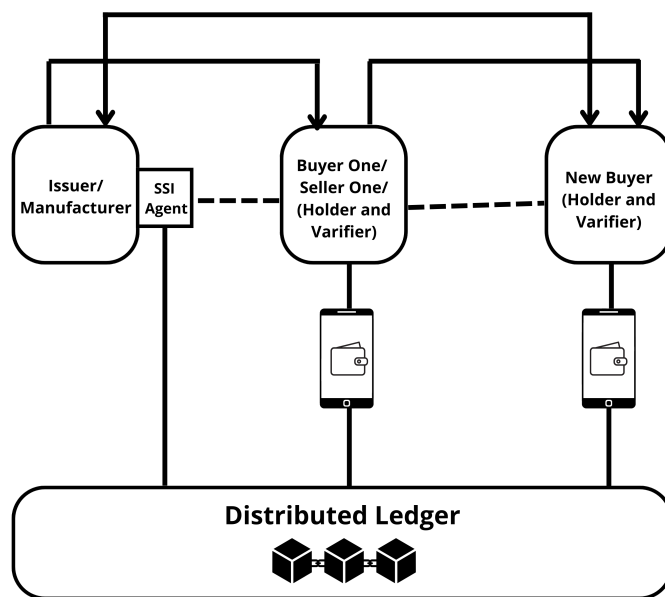 Issuer/
Manufacturer
SSI
Agent
Buyer One/
Seller One/
(Holder and
Varifier)
New Buyer
(Holder and
Varifier)
Distributed Ledger